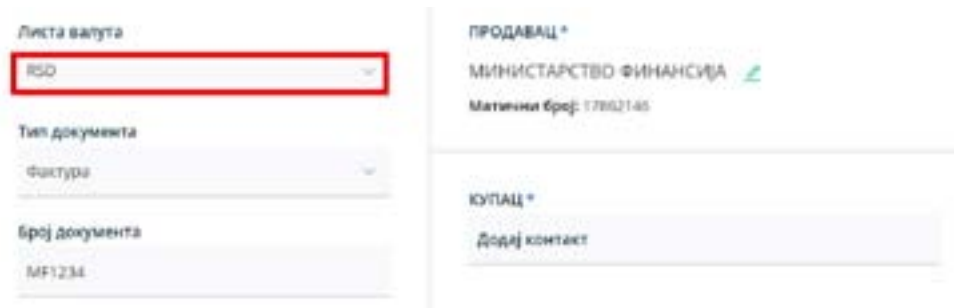 Листа валута
RSD
Тип документа
Фактура
Број документа
MF1234
ПРОДАВАЦ *
МИНИСТАРСТВО ФИНАНСИЈА
Матични број: 17862146
КУПАЦ *
Додај контакт